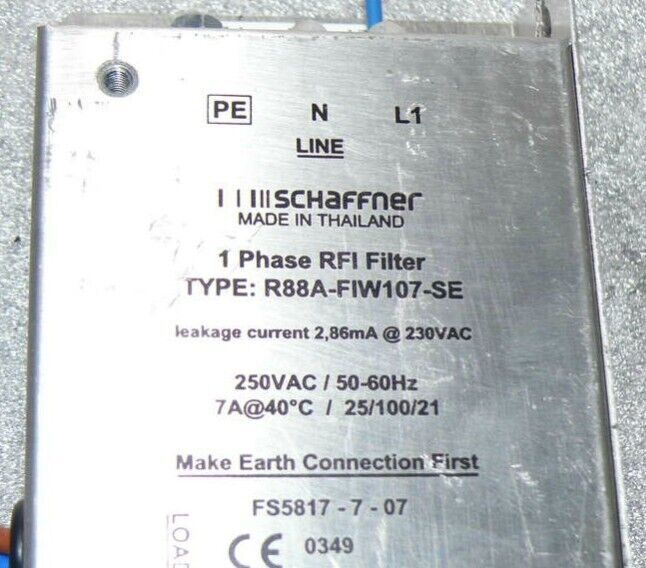 PE N L1
LINE
SCHAFFNER
MADE IN THAILAND
1 Phase RFI Filter
TYPE: R88A-FIW107-SE
leakage current 2,86mA @ 230VAC
250VAC / 50-60Hz
7A@40°C / 25/100/21
Make Earth Connection First
FS5817 - 7 - 07
CE 0349
LOAD